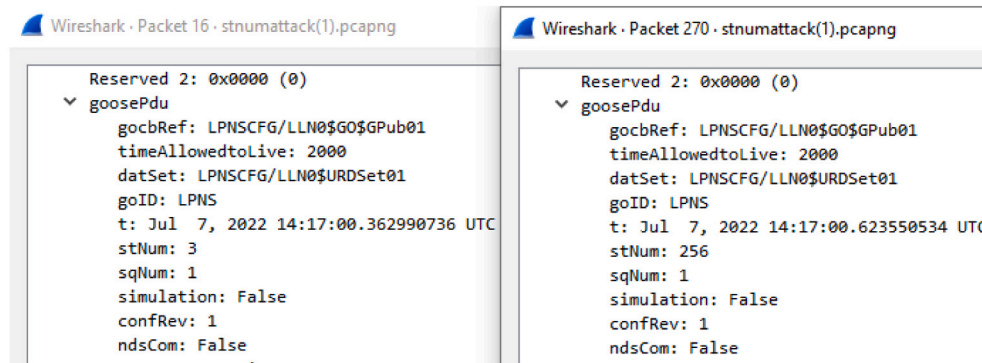 Wireshark · Packet 16 · stnumattack(1).pcapng
Reserved 2: 0x0000 (0)
goosePdu
gocbRef: LPNSCFG/LLN0$GO$GPub01
timeAllowedtoLive: 2000
datSet: LPNSCFG/LLN0$URDSet01
goID: LPNS
t: Jul  7, 2022 14:17:00.362990736 UTC
stNum: 3
sqNum: 1
simulation: False
confRev: 1
ndsCom: False
Wireshark · Packet 270 · stnumattack(1).pcapng
Reserved 2: 0x0000 (0)
goosePdu
gocbRef: LPNSCFG/LLN0$GO$GPub01
timeAllowedtoLive: 2000
datSet: LPNSCFG/LLN0$URDSet01
goID: LPNS
t: Jul  7, 2022 14:17:00.623550534 UTC
stNum: 256
sqNum: 1
simulation: False
confRev: 1
ndsCom: False